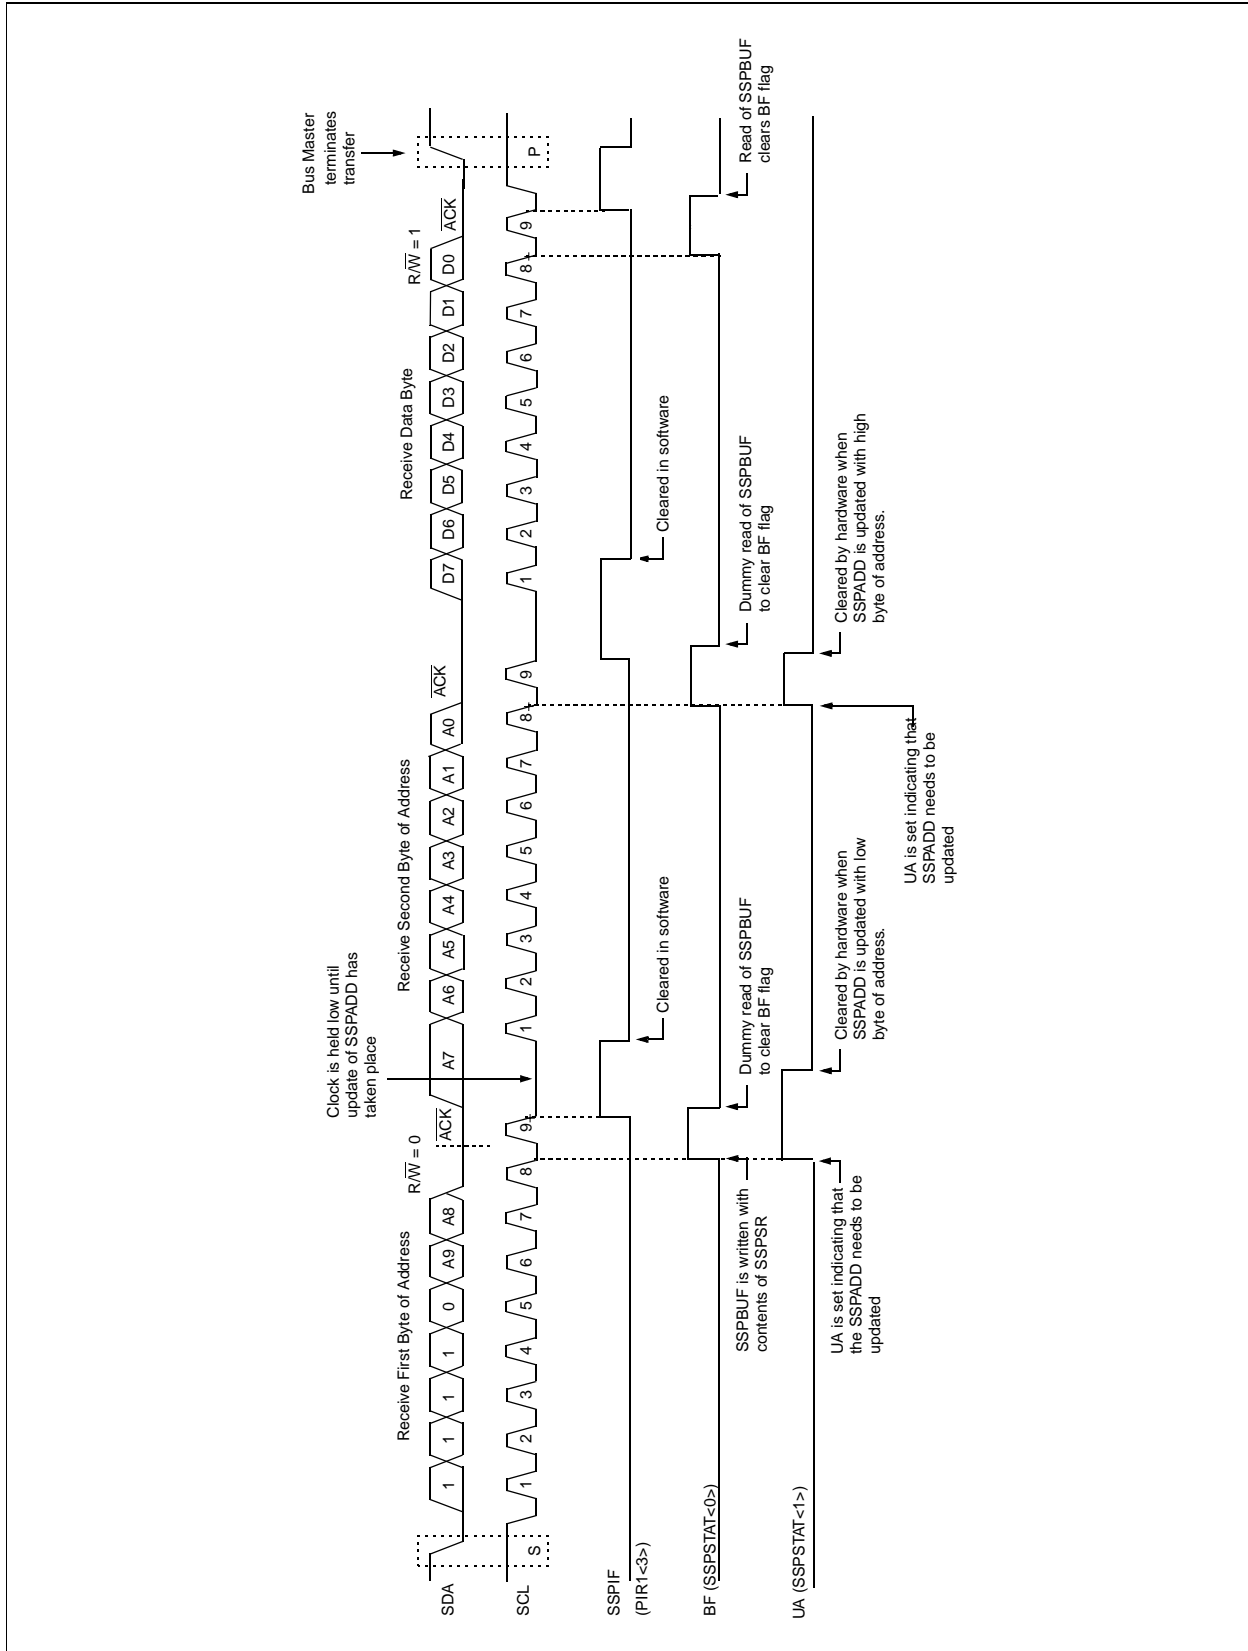 Bus Master
terminates
transfer
Clock is held low until
update of SSPADD has
taken place
Receive First Byte of Address
R/W = 0
Receive Second Byte of Address
Receive Data Byte
R/W = 1
SDA
1 1 1 1 0 A9 A8 ACK A7 A6 A5 A4 A3 A2 A1 A0 ACK D7 D6 D5 D4 D3 D2 D1 D0 ACK
SCL
S 1 2 3 4 5 6 7 8 9 1 2 3 4 5 6 7 8 9 1 2 3 4 5 6 7 8 9 P
SSPIF
(PIR1<3>)
Cleared in software
Cleared in software
BF (SSPSTAT<0>)
SSPBUF is written with
contents of SSPSR
Dummy read of SSPBUF
to clear BF flag
Dummy read of SSPBUF
to clear BF flag
Read of SSPBUF
clears BF flag
UA (SSPSTAT<1>)
UA is set indicating that
the SSPADD needs to be
updated
Cleared by hardware when
SSPADD is updated with low
byte of address.
UA is set indicating that
SSPADD needs to be
updated
Cleared by hardware when
SSPADD is updated with high
byte of address.